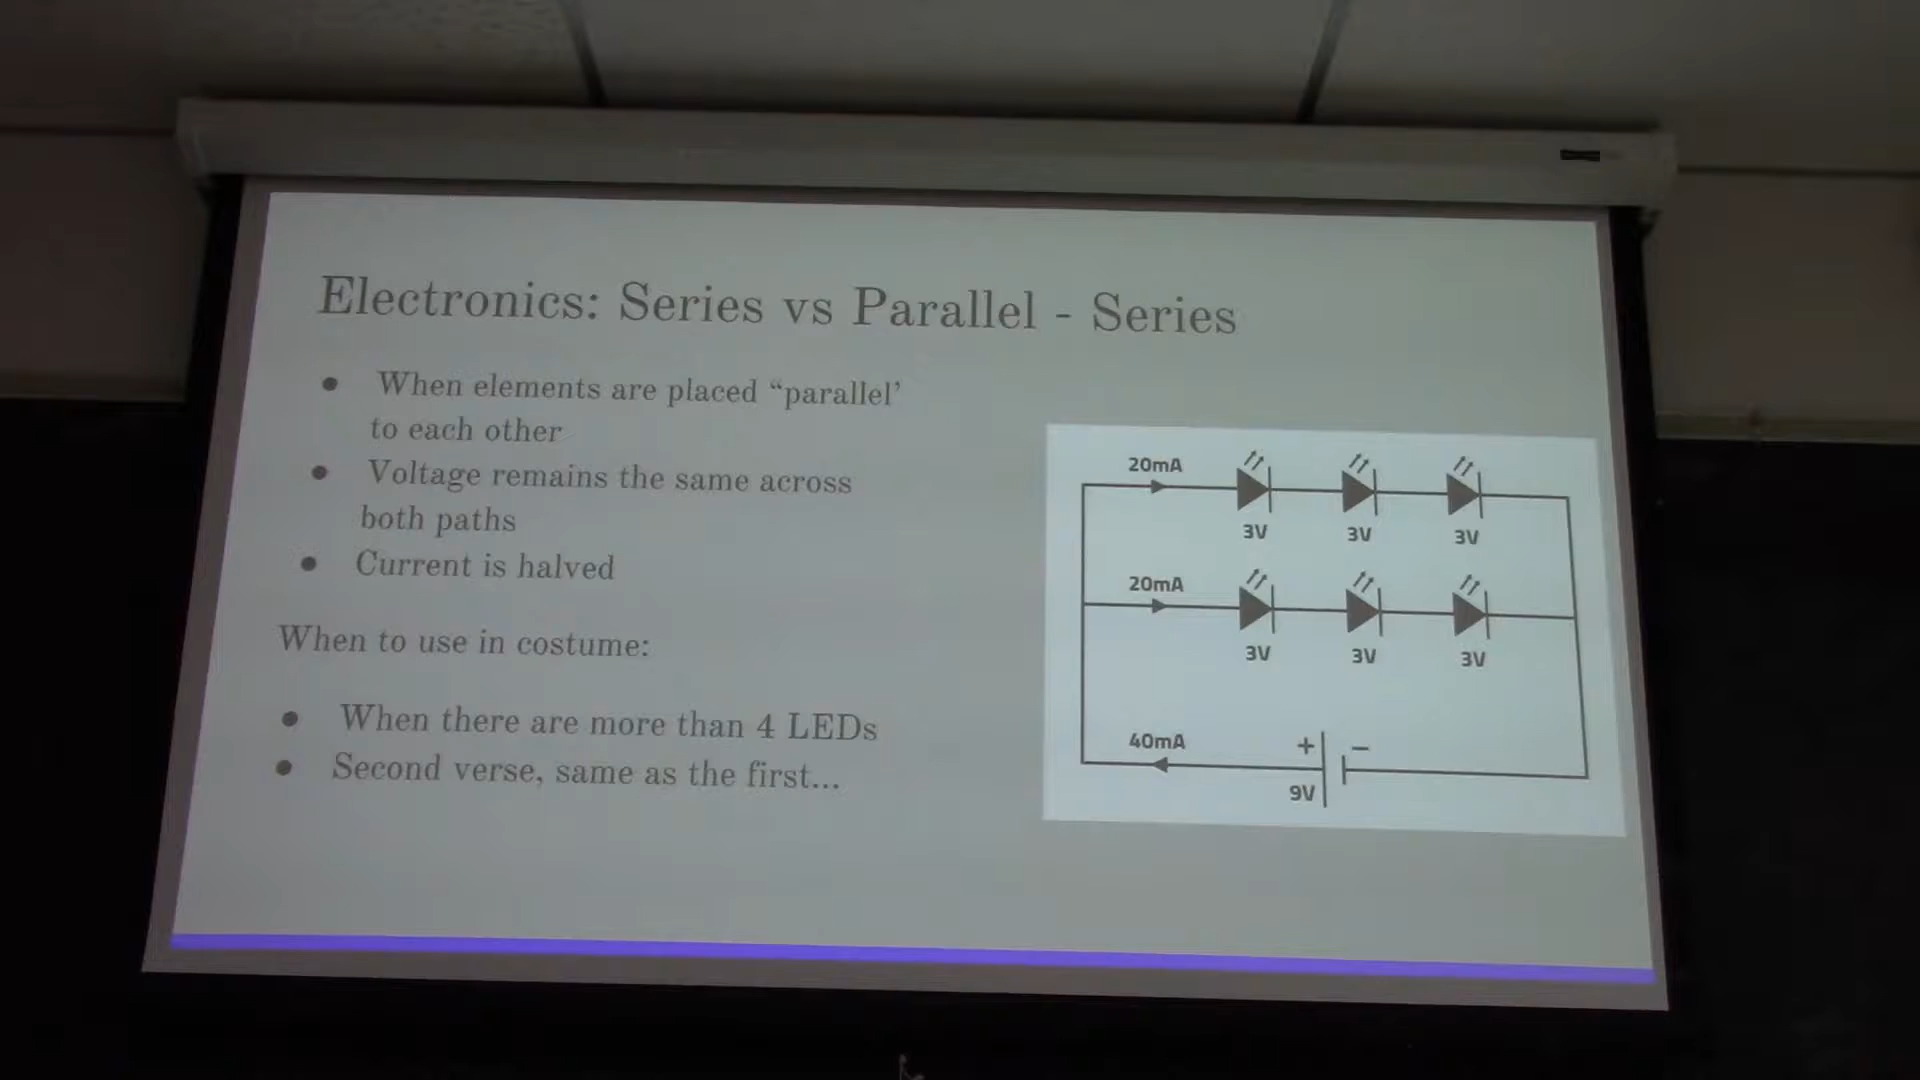 Electronics: Series vs Parallel - Series
● When elements are placed “parallel’
to each other
● Voltage remains the same across
both paths
● Current is halved
When to use in costume:
● When there are more than 4 LEDs
● Second verse, same as the first...
20mA
3V 3V 3V
20mA
3V 3V 3V
40mA + −
9V